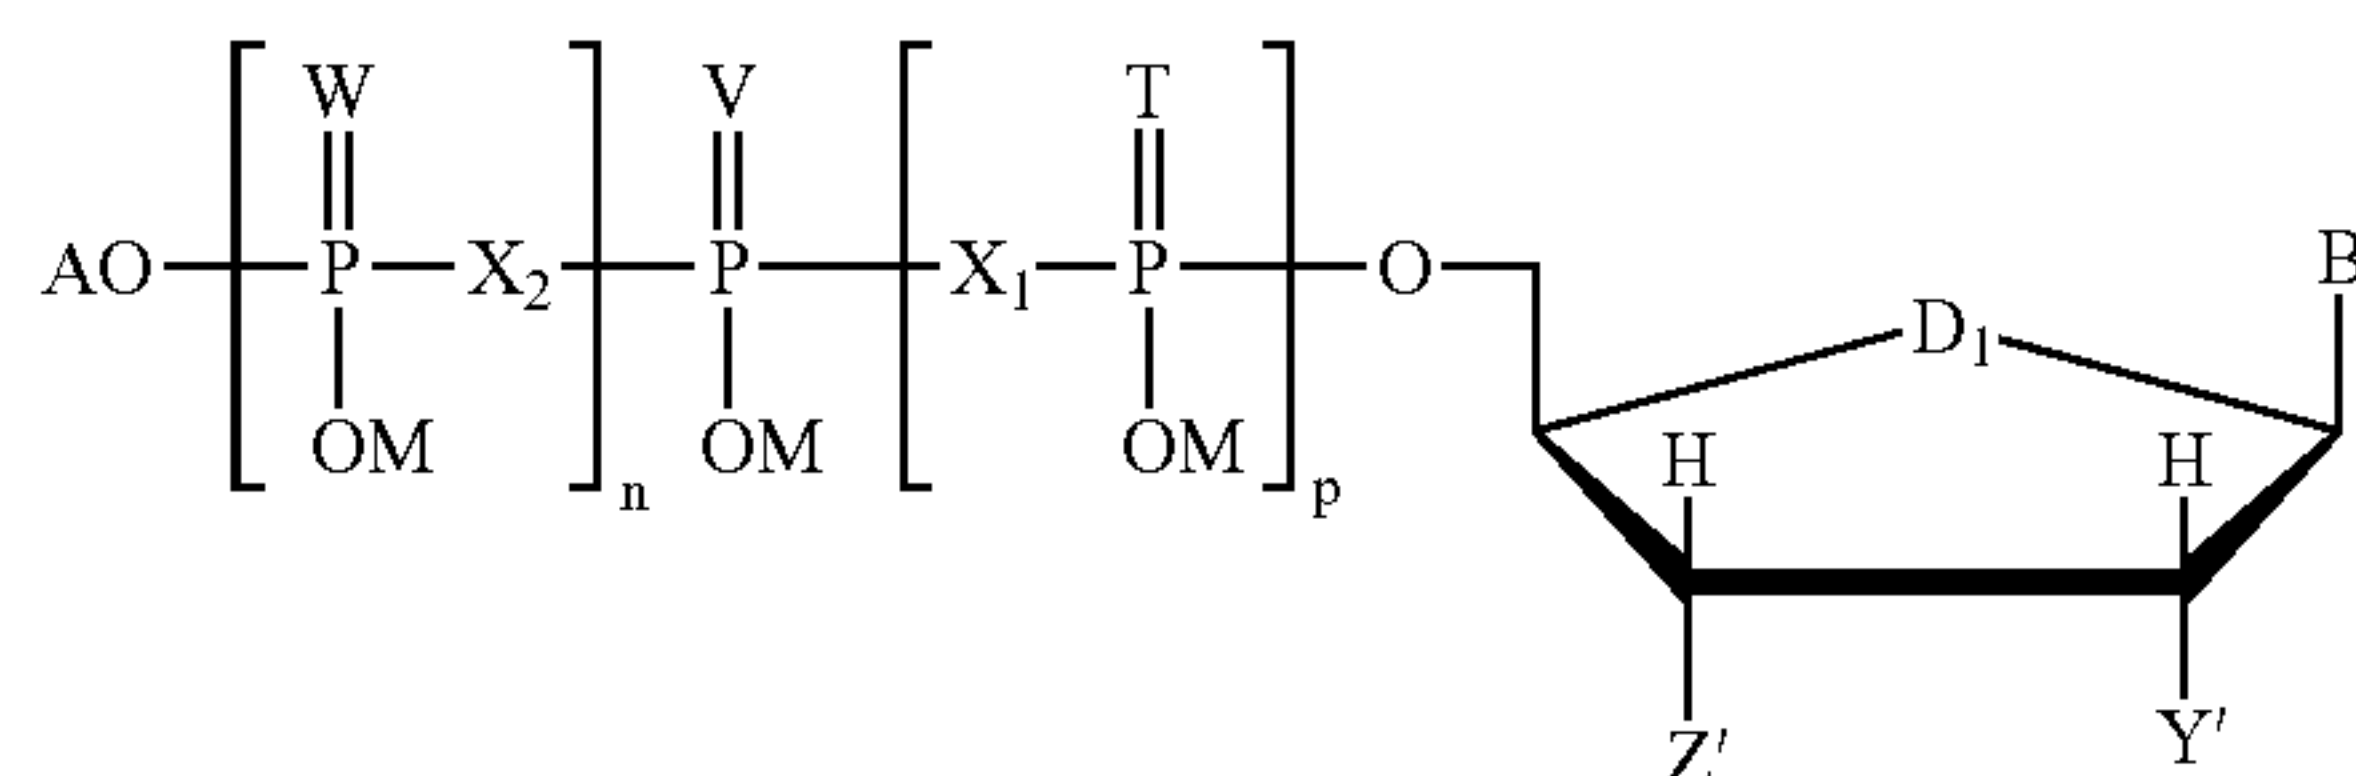 W V T
AO P X₂ P X₁ P O B
D₁
OM OM OM H H
n p
Z′ Y′